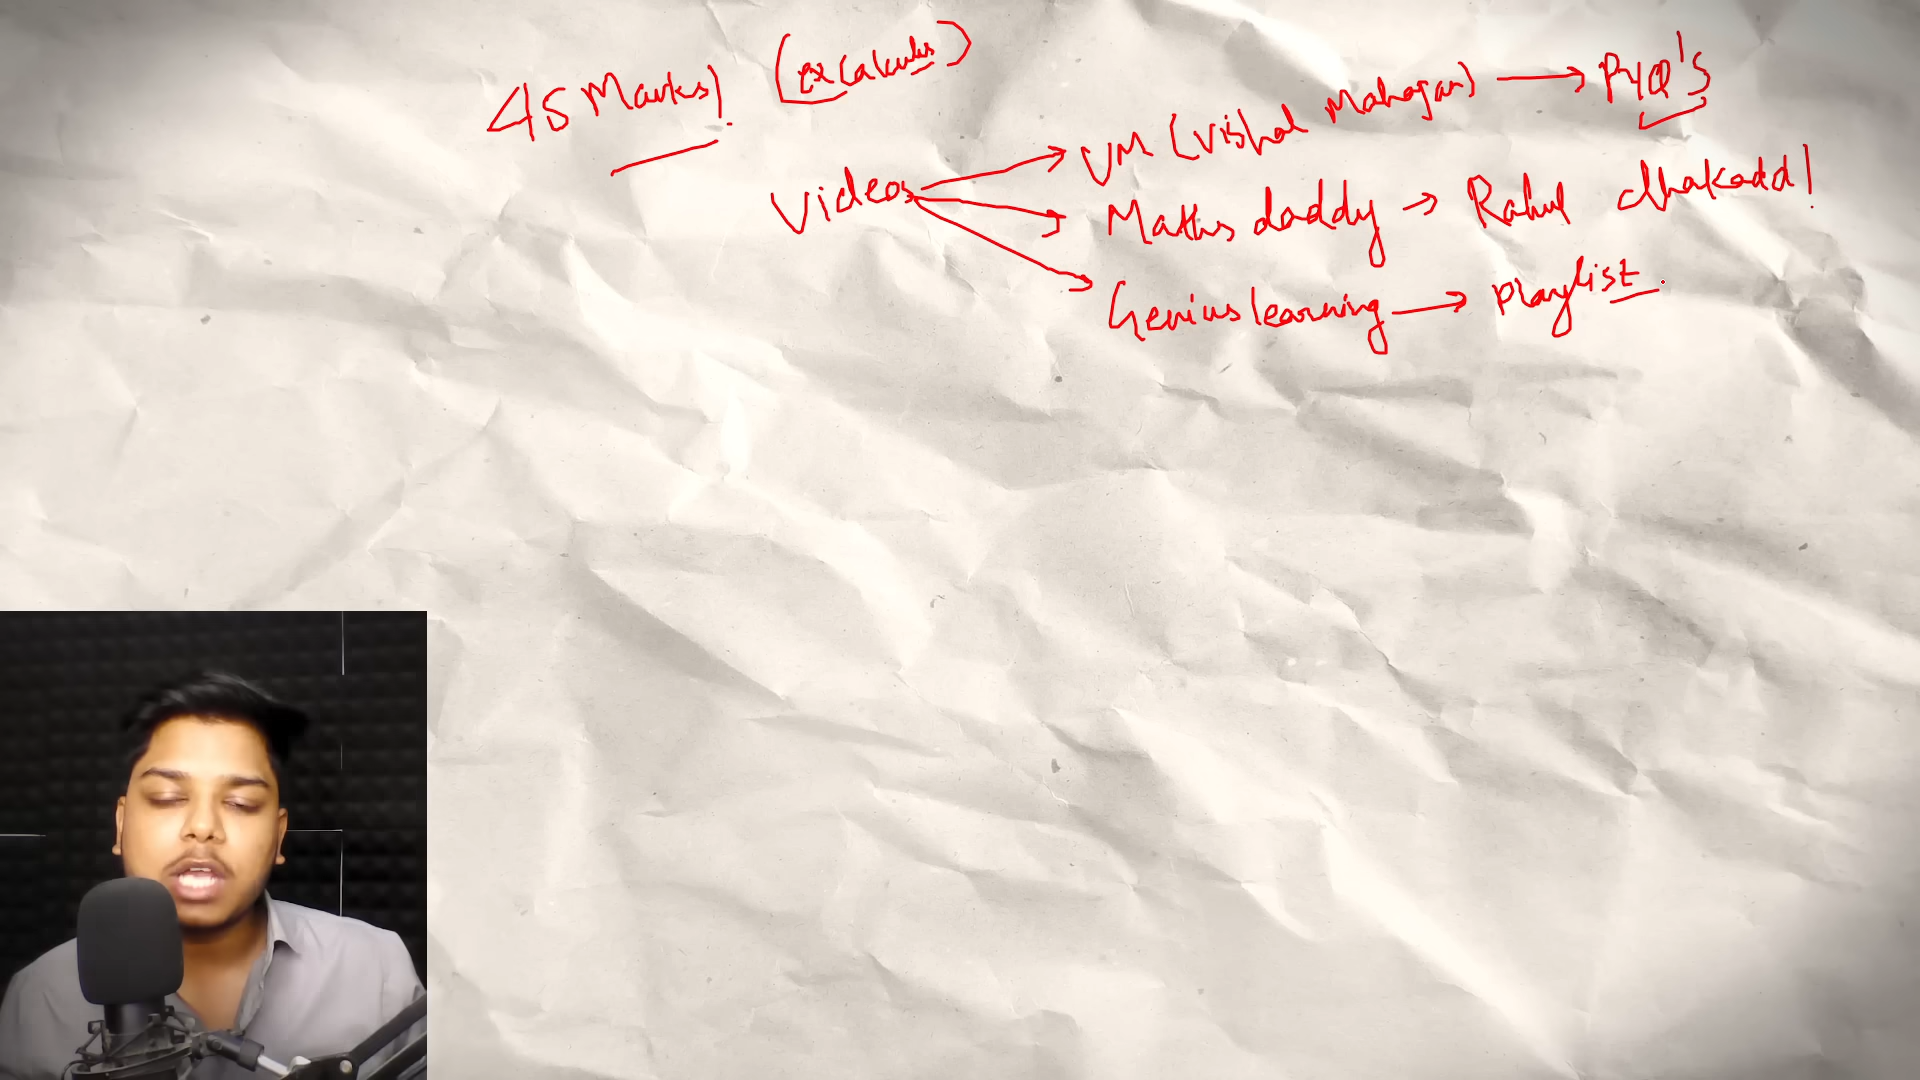 45 Marks! (ex calculus)
Videos → VM (Vishal Mahajan) → PYQ's
→ Maths daddy → Rahul dhakadd!
→ Genius learning → Playlist.